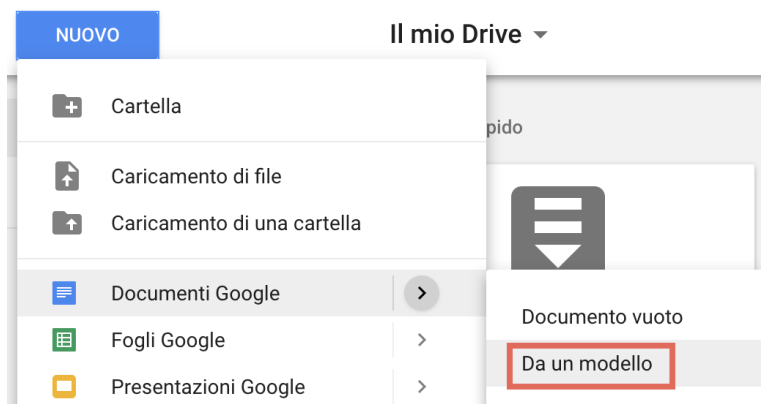 NUOVO
Il mio Drive
Cartella
pido
Caricamento di file
Caricamento di una cartella
Documenti Google
Documento vuoto
Fogli Google
Da un modello
Presentazioni Google